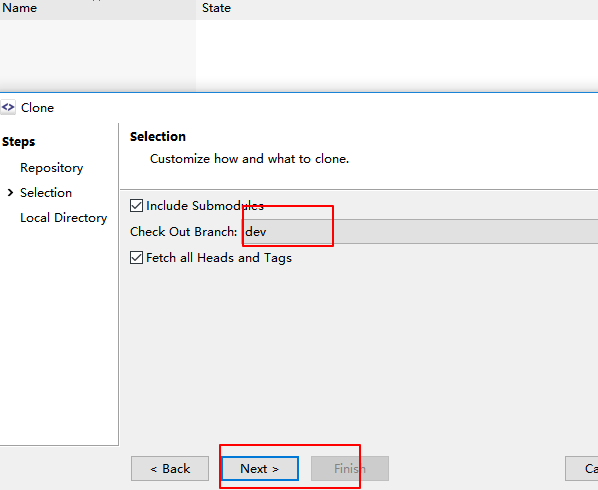 Name State
Clone
Steps
Repository
Selection
Local Directory
Selection
Customize how and what to clone.
Include Submodules
Check Out Branch: dev
Fetch all Heads and Tags
< Back Next > Finish Ca